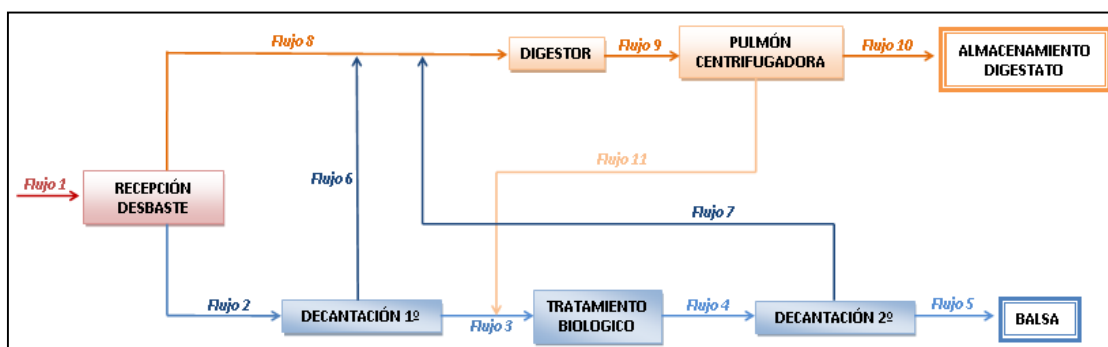 Flujo 8
DIGESTOR
Flujo 9
PULMÓN
CENTRIFUGADORA
Flujo 10
ALMACENAMIENTO
DIGESTATO
Flujo 1
RECEPCIÓN
DESBASTE
Flujo 6
Flujo 11
Flujo 7
Flujo 2
DECANTACIÓN 1º
Flujo 3
TRATAMIENTO
BIOLOGICO
Flujo 4
DECANTACIÓN 2º
Flujo 5
BALSA